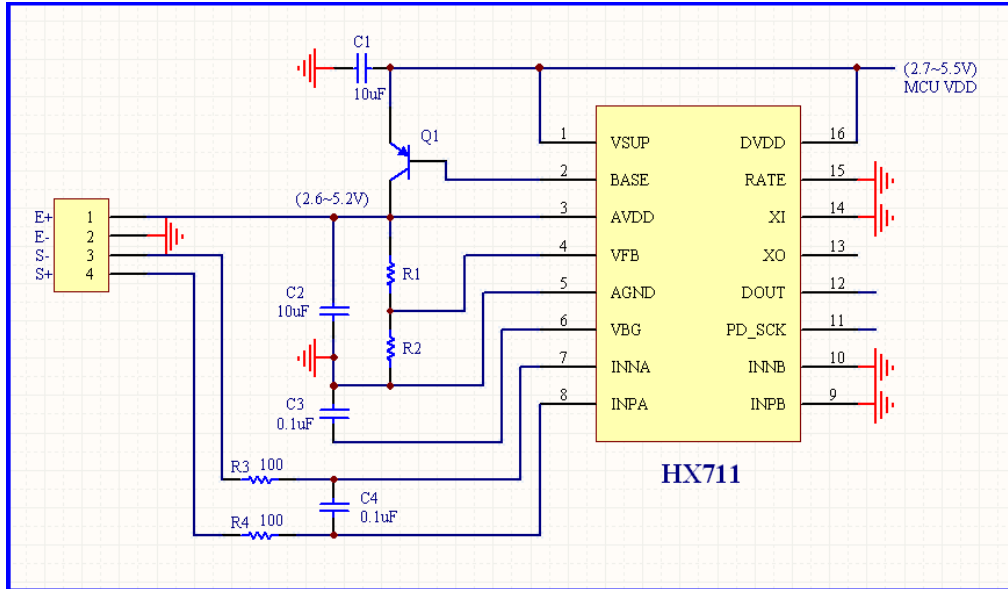 C1
10uF
(2.7~5.5V)
MCU VDD
Q1
1 VSUP DVDD 16
2 BASE RATE 15
(2.6~5.2V)
E+ 1
E- 2
S- 3
S+ 4
3 AVDD XI 14
4 VFB XO 13
R1
C2
10uF
5 AGND DOUT 12
6 VBG PD_SCK 11
R2
7 INNA INNB 10
8 INPA INPB 9
C3
0.1uF
R3 100
HX711
C4
0.1uF
R4 100